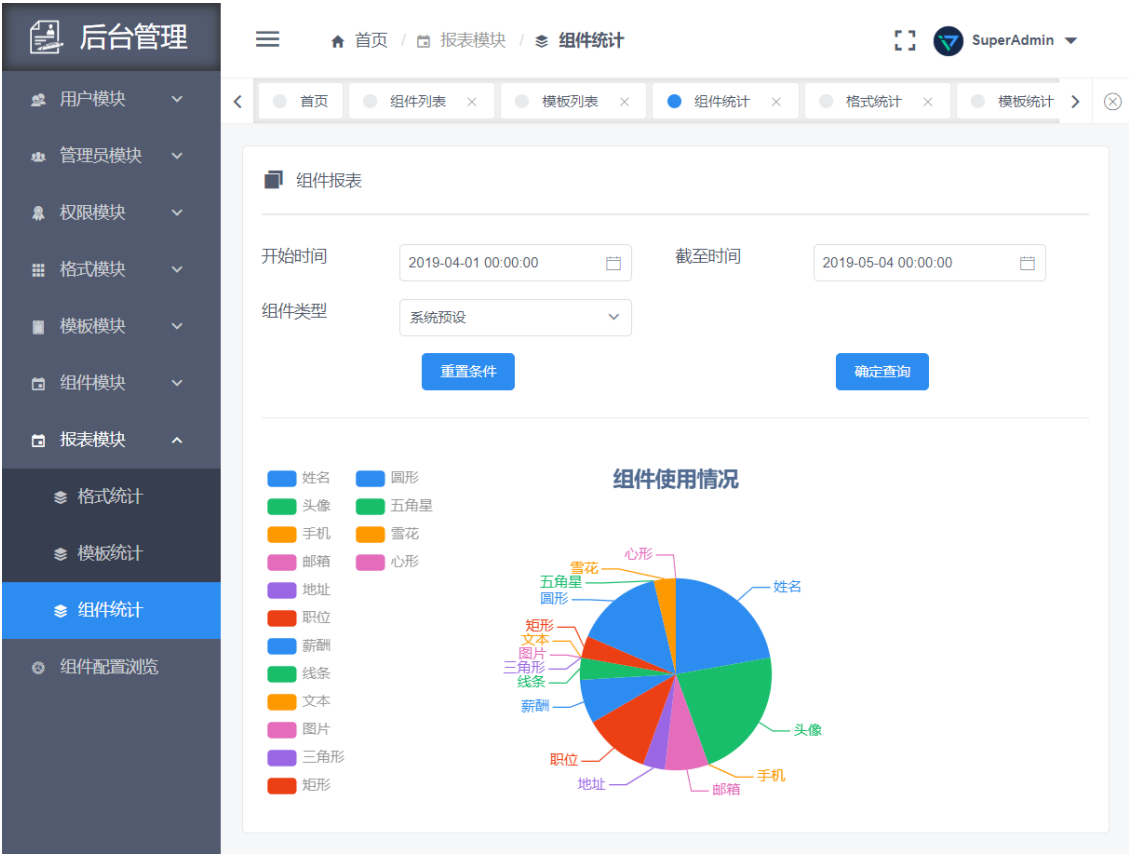 后台管理
首页 / 报表模块 / 组件统计
SuperAdmin
首页 组件列表 模板列表 组件统计 格式统计 模板统计
用户模块
管理员模块
权限模块
格式模块
模板模块
组件模块
报表模块
格式统计
模板统计
组件统计
组件配置浏览
组件报表
开始时间 2019-04-01 00:00:00 截至时间 2019-05-04 00:00:00
组件类型 系统预设
重置条件 确定查询
姓名 圆形
头像 五角星
手机 雪花
邮箱 心形
地址
职位
薪酬
线条
文本
图片
三角形
矩形
组件使用情况
心形
雪花
五角星
圆形
矩形
文本
图片
三角形
线条
薪酬
职位
地址
姓名
头像
手机
邮箱